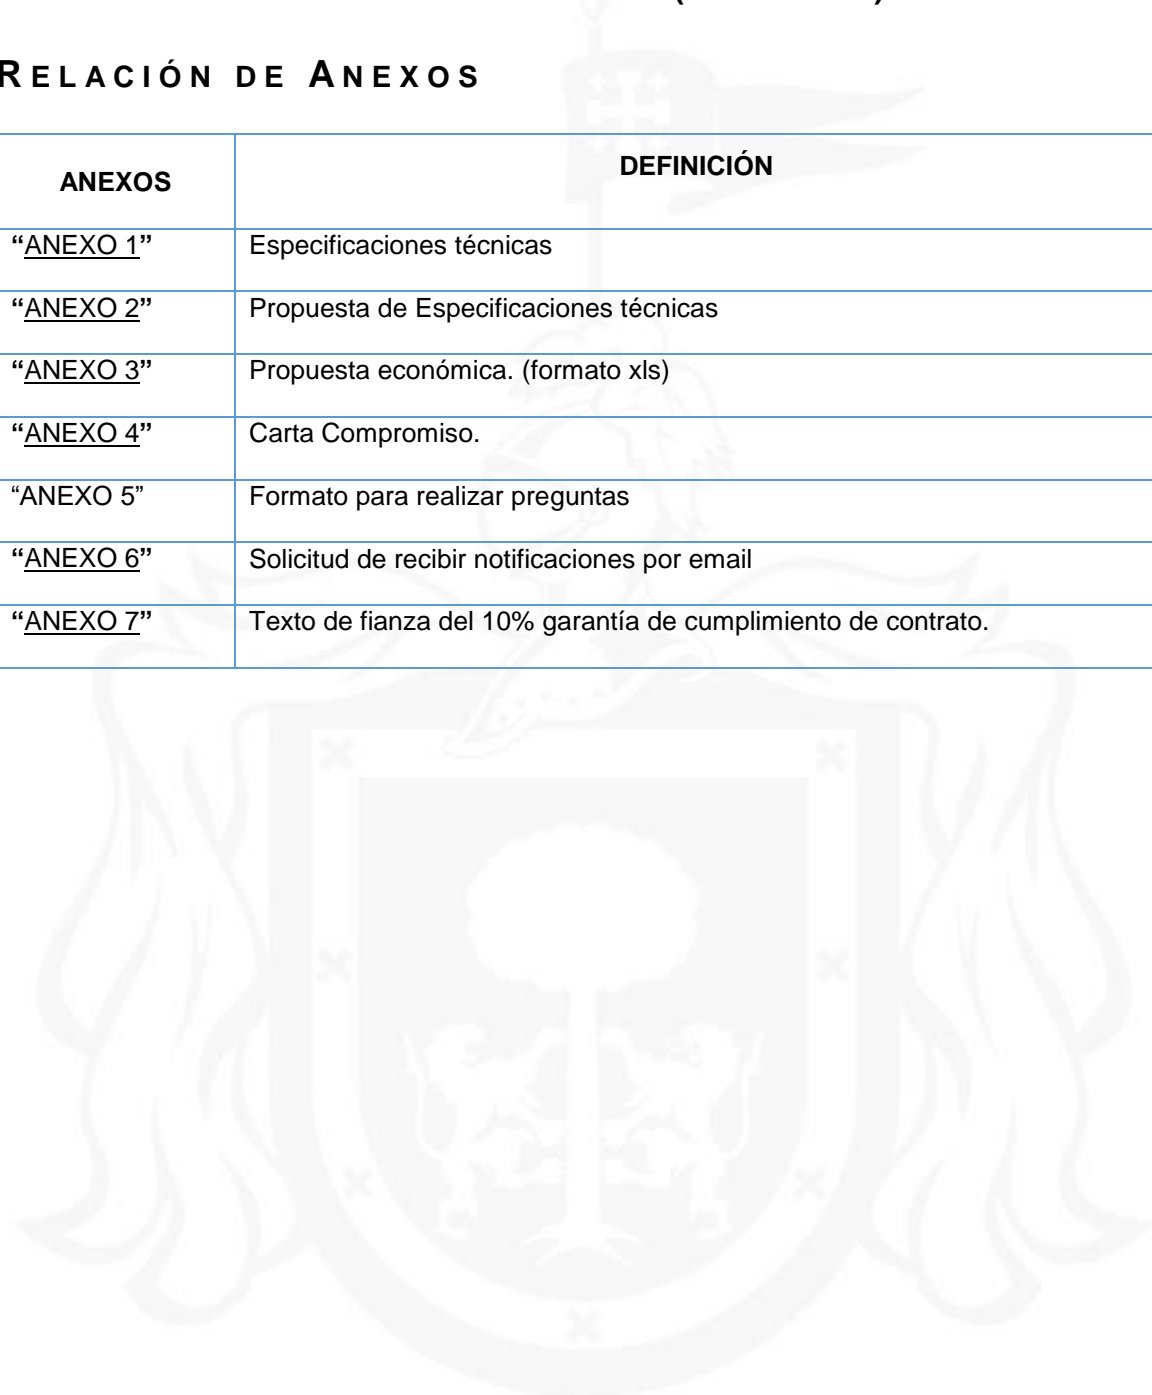 RELACIÓN DE ANEXOS
ANEXOS DEFINICIÓN
“ANEXO 1” Especificaciones técnicas
“ANEXO 2” Propuesta de Especificaciones técnicas
“ANEXO 3” Propuesta económica. (formato xls)
“ANEXO 4” Carta Compromiso.
“ANEXO 5” Formato para realizar preguntas
“ANEXO 6” Solicitud de recibir notificaciones por email
“ANEXO 7” Texto de fianza del 10% garantía de cumplimiento de contrato.